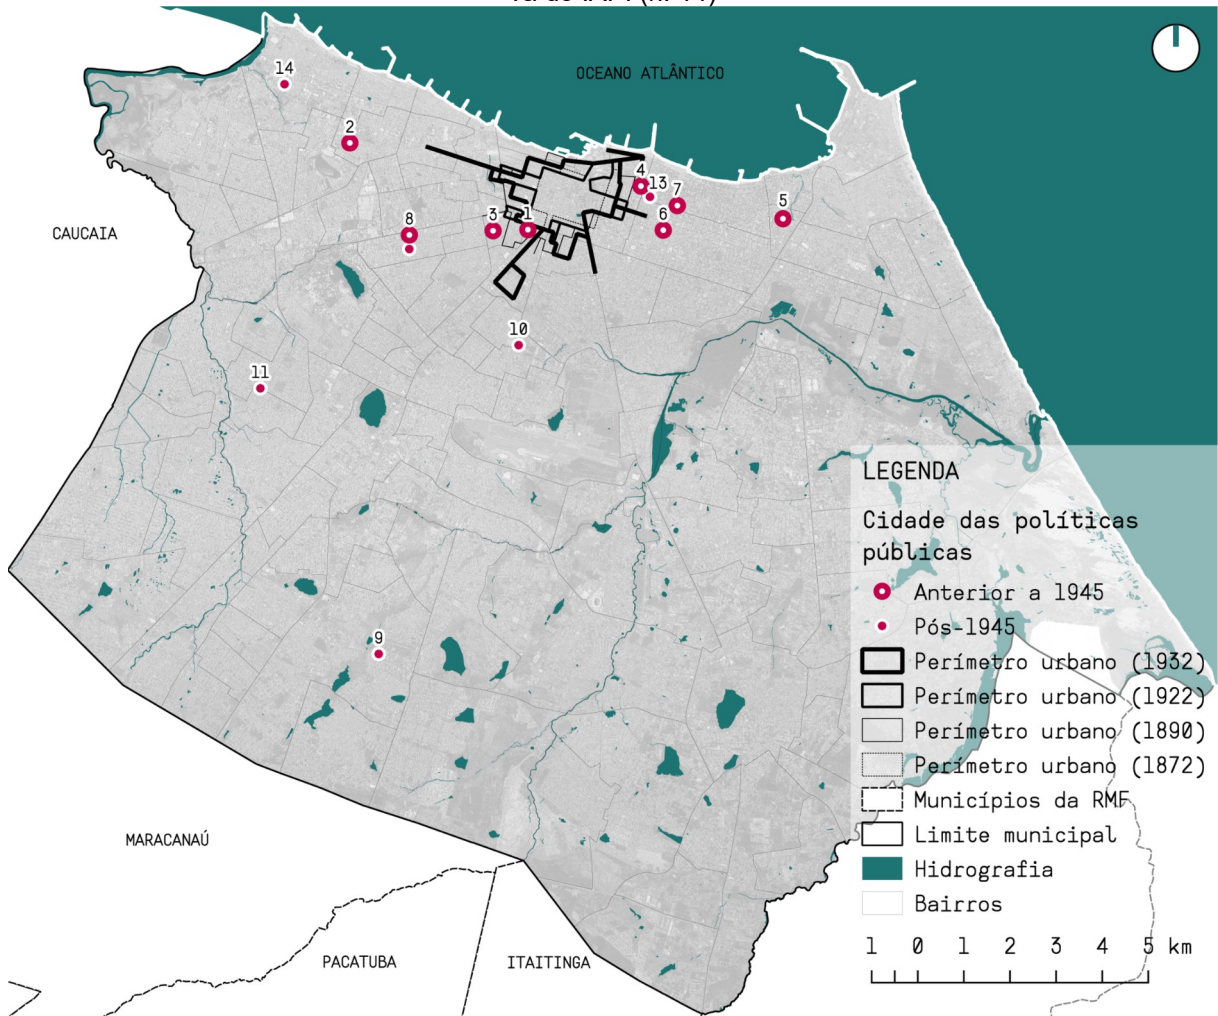 OCEANO ATLÂNTICO
14
2
4
13
7
5
8
3
1
6
CAUCAIA
10
11
9
MARACANAÚ
PACATUBA
ITAITINGA
LEGENDA
Cidade das políticas
públicas
Anterior a 1945
Pós-1945
Perímetro urbano (1932)
Perímetro urbano (1922)
Perímetro urbano (1890)
Perímetro urbano (1872)
Municípios da RMF
Limite municipal
Hidrografia
Bairros
1 0 1 2 3 4 5 km